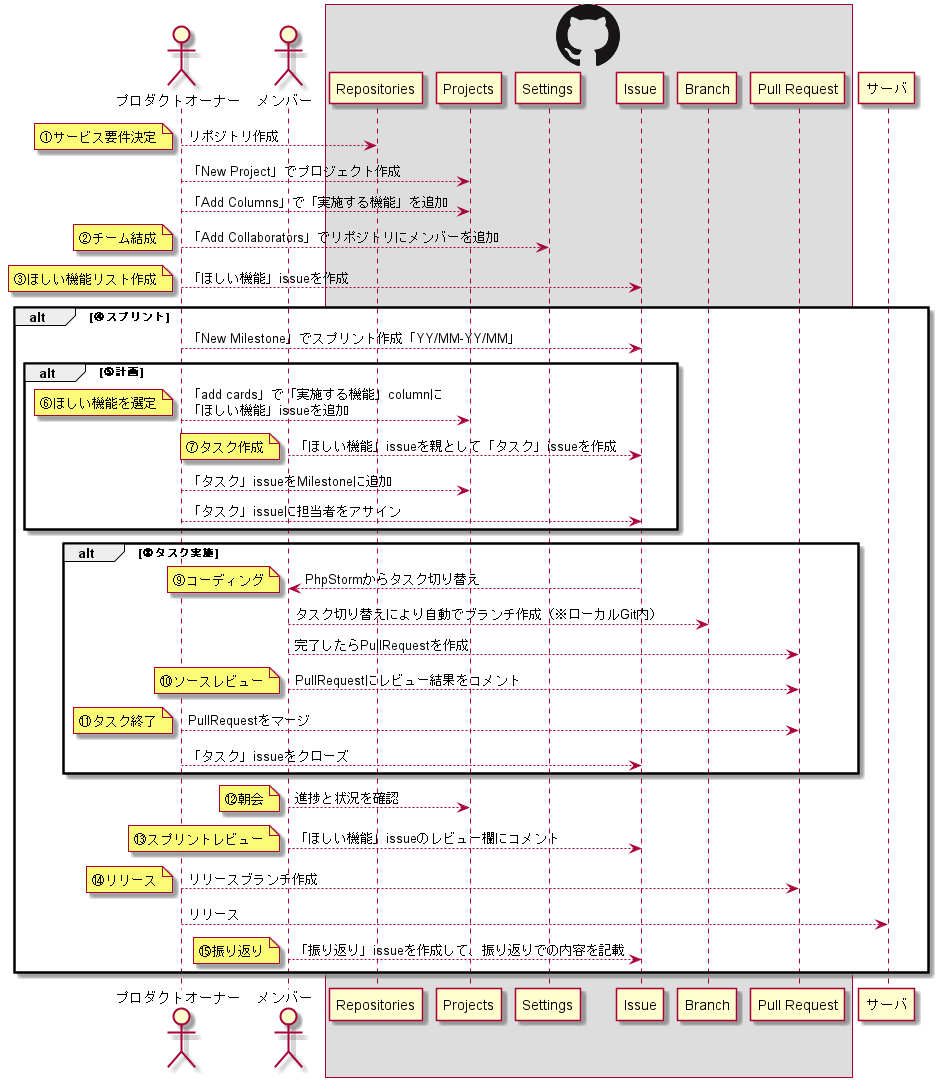 プロダクトオーナー
メンバー
Repositories
Projects
Settings
Issue
Branch
Pull Request
サーバ
①サービス要件決定
リポジトリ作成
「New Project」でプロジェクト作成
「Add Columns」で「実施する機能」を追加
②チーム結成
「Add Collaborators」でリポジトリにメンバーを追加
③ほしい機能リスト作成
「ほしい機能」issueを作成
alt
[④スプリント]
「New Milestone」でスプリント作成「YY/MM-YY/MM」
alt
[⑤計画]
⑥ほしい機能を選定
「add cards」で「実施する機能」columnに
「ほしい機能」issueを追加
⑦タスク作成
「ほしい機能」issueを親として「タスク」issueを作成
「タスク」issueをMilestoneに追加
「タスク」issueに担当者をアサイン
alt
[⑧タスク実施]
⑨コーディング
PhpStormからタスク切り替え
タスク切り替えにより自動でブランチ作成（※ローカルGit内）
完了したらPullRequestを作成
⑩ソースレビュー
PullRequestにレビュー結果をコメント
⑪タスク終了
PullRequestをマージ
「タスク」issueをクローズ
⑫朝会
進捗と状況を確認
⑬スプリントレビュー
「ほしい機能」issueのレビュー欄にコメント
⑭リリース
リリースブランチ作成
リリース
⑮振り返り
「振り返り」issueを作成して、振り返りでの内容を記載
プロダクトオーナー
メンバー
Repositories
Projects
Settings
Issue
Branch
Pull Request
サーバ